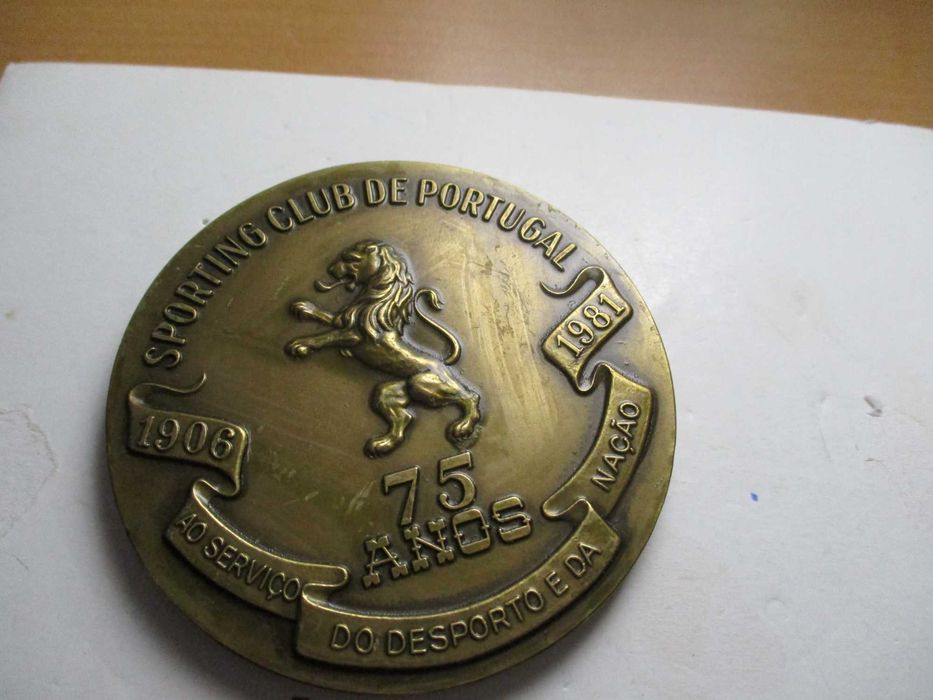 SPORTING CLUB DE PORTUGAL
1906
1981
75
ANOS
AO SERVIÇO
DO DESPORTO E DA
NAÇÃO